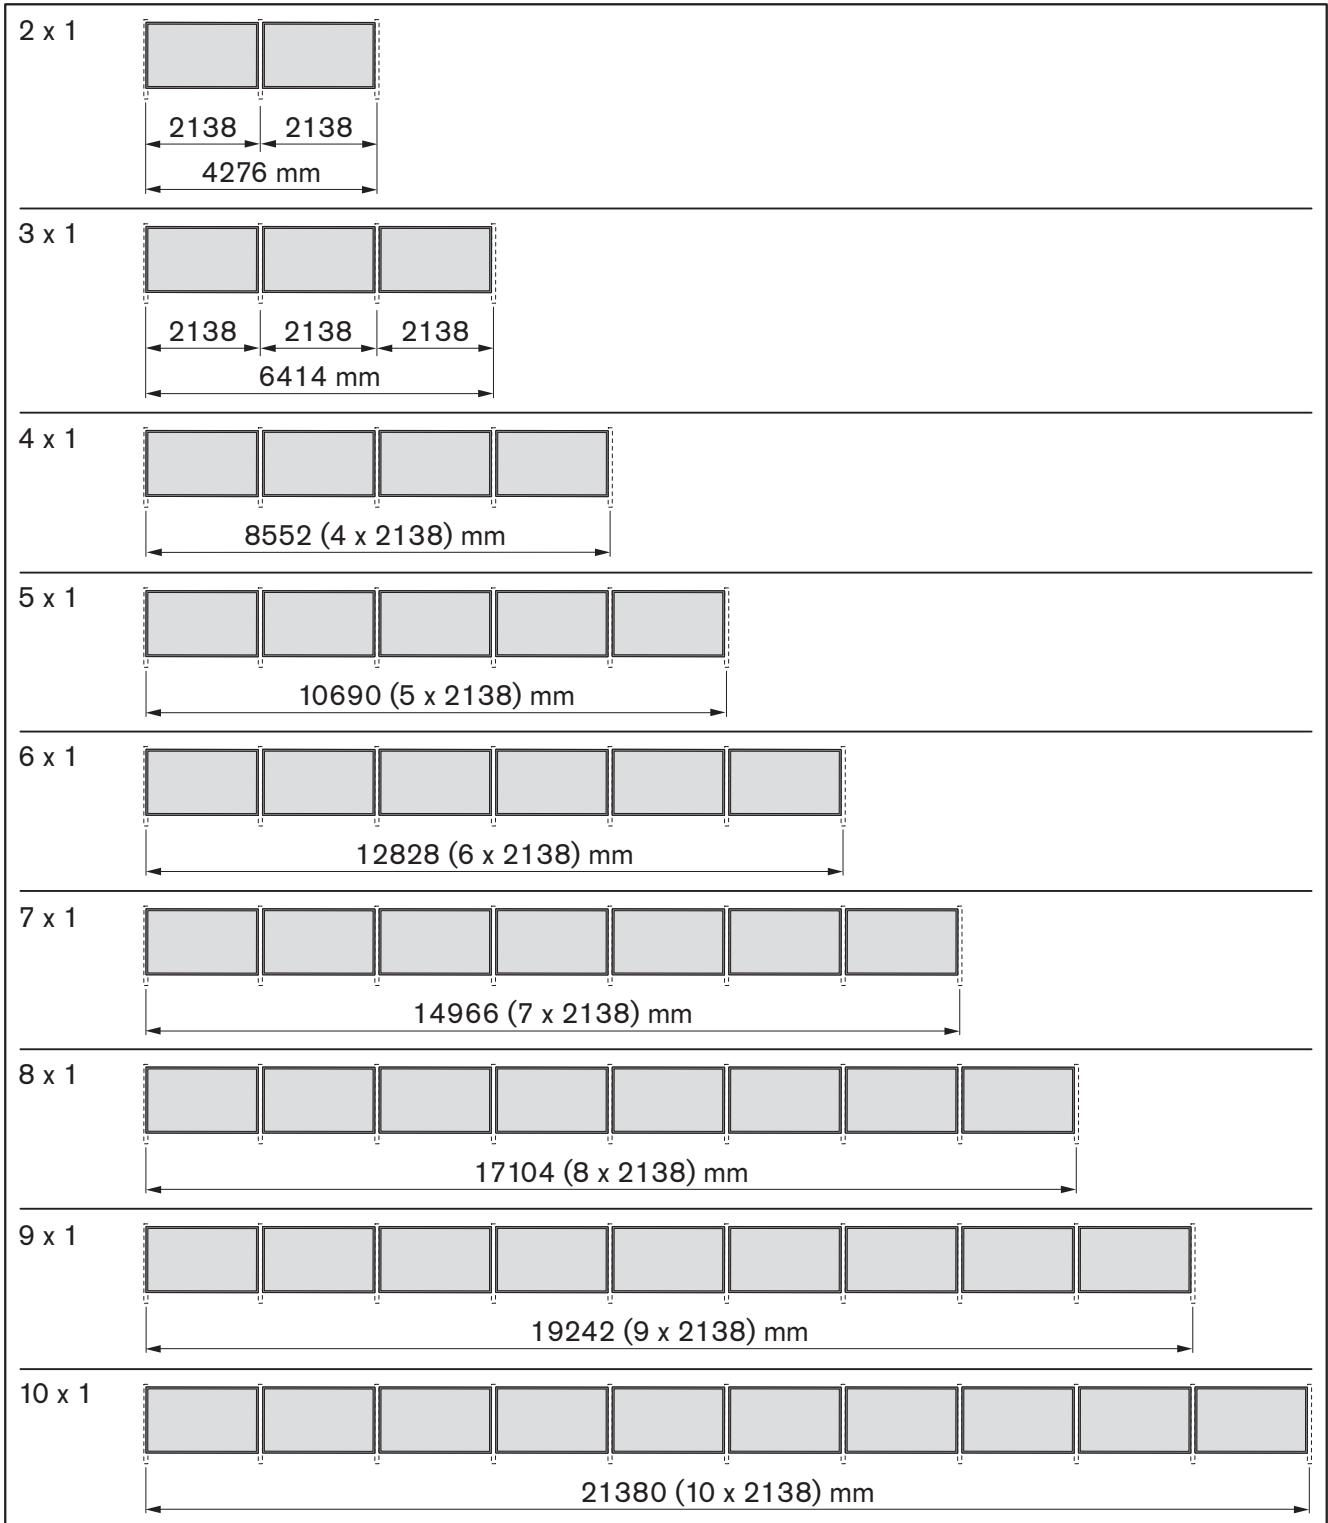 2 x 1
2138 2138
4276 mm
3 x 1
2138 2138 2138
6414 mm
4 x 1
8552 (4 x 2138) mm
5 x 1
10690 (5 x 2138) mm
6 x 1
12828 (6 x 2138) mm
7 x 1
14966 (7 x 2138) mm
8 x 1
17104 (8 x 2138) mm
9 x 1
19242 (9 x 2138) mm
10 x 1
21380 (10 x 2138) mm